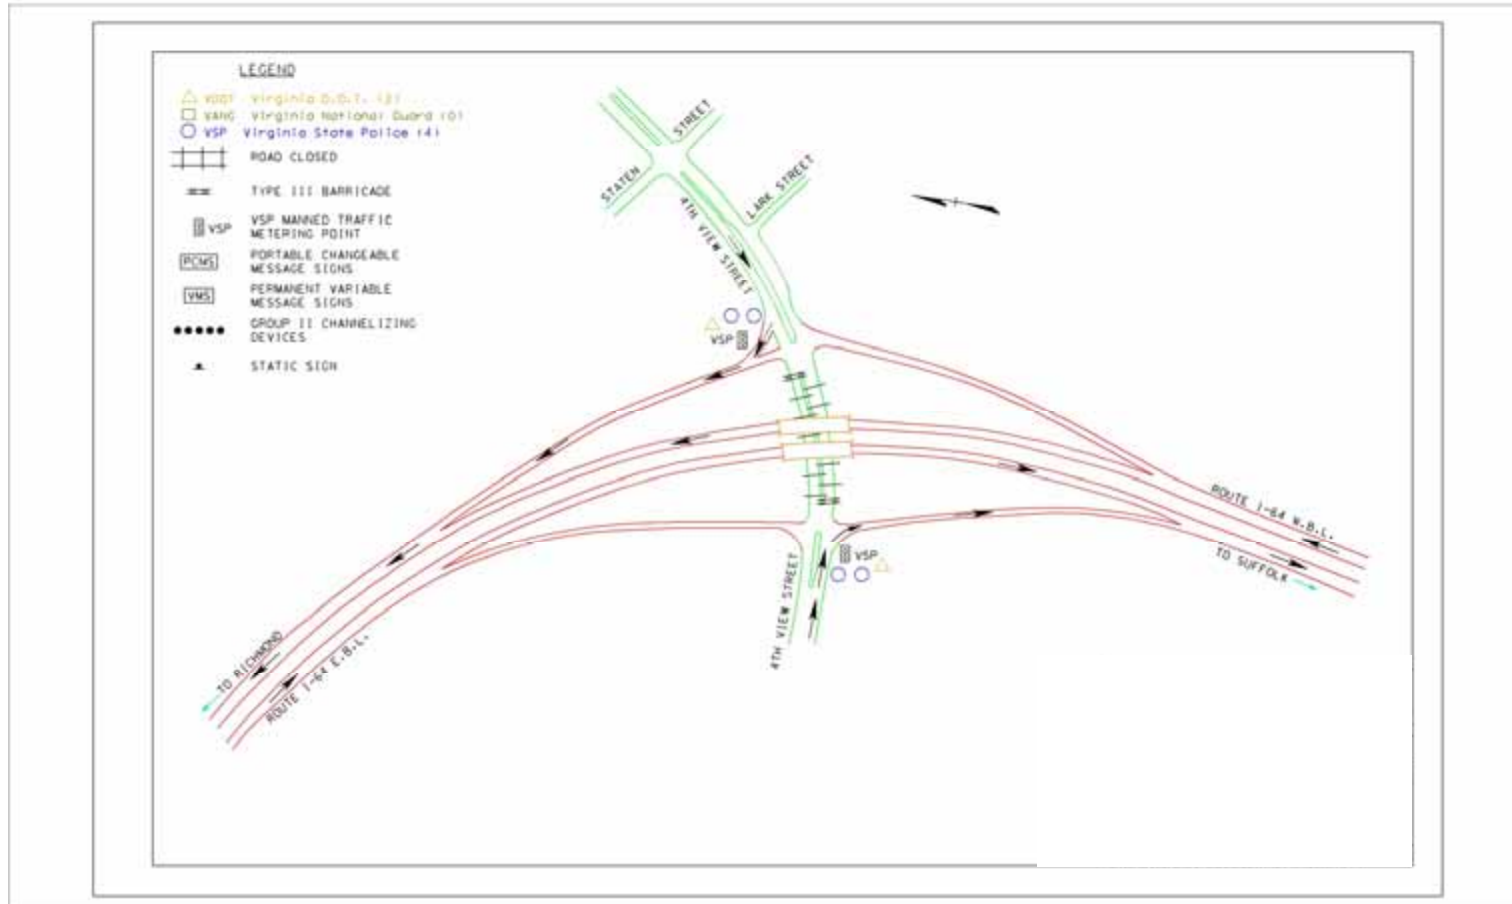 LEGEND
VDOT Virginia D.O.T. (2)
VANG Virginia National Guard (0)
VSP Virginia State Police (4)
ROAD CLOSED
TYPE III BARRICADE
VSP
VSP MANNED TRAFFIC
METERING POINT
PCMS
PORTABLE CHANGEABLE
MESSAGE SIGNS
VMS
PERMANENT VARIABLE
MESSAGE SIGNS
GROUP II CHANNELIZING
DEVICES
STATIC SIGN
STATEN
STREET
LARK STREET
4TH VIEW STREET
VSP
ROUTE I-64 W.B.L.
TO SUFFOLK
VSP
4TH VIEW STREET
TO RICHMOND
ROUTE I-64 E.B.L.